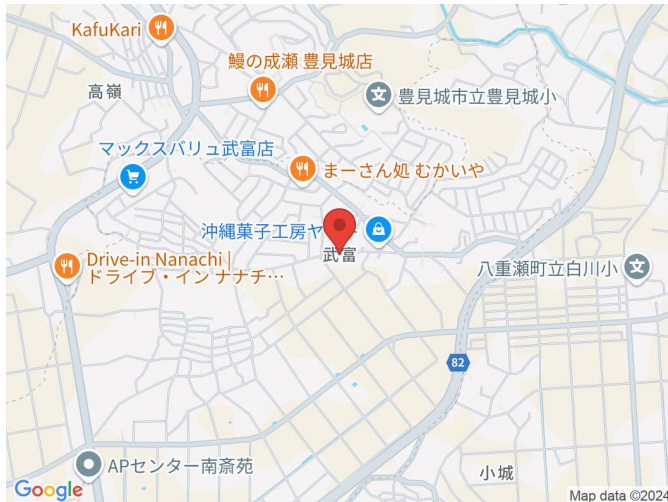 KafuKari
鰻の成瀬 豊見城店
高嶺
豊見城市立豊見城小
マックスバリュ武富店
まーさん処 むかいや
沖縄菓子工房ヤ
武富
Drive-in Nanachi |
ドライブ・イン ナナチ…
八重瀬町立白川小
82
APセンター南斎苑
小城
Google
Map data ©2024